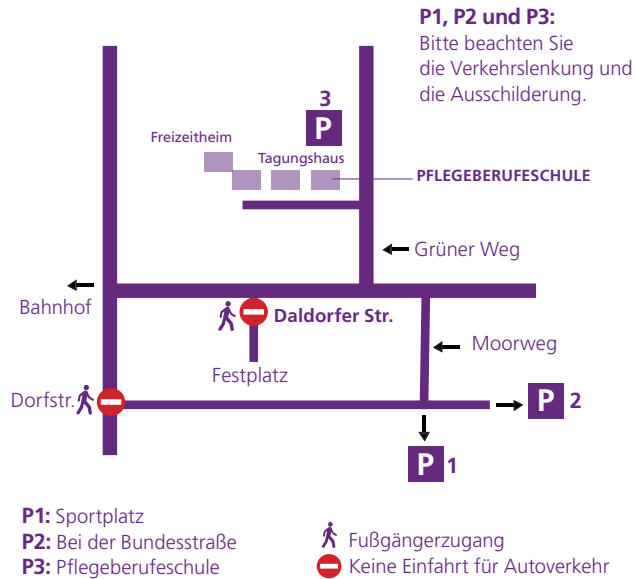 P1, P2 und P3:
Bitte beachten Sie
die Verkehrslenkung und
die Ausschilderung.
3
P
Freizeitheim
Tagungshaus
PFLEGEBERUFESCHULE
Grüner Weg
Bahnhof
Daldorfer Str.
Moorweg
Festplatz
Dorfstr.
P 2
P 1
P1: Sportplatz
P2: Bei der Bundesstraße
P3: Pflegeberufeschule
Fußgängerzugang
Keine Einfahrt für Autoverkehr